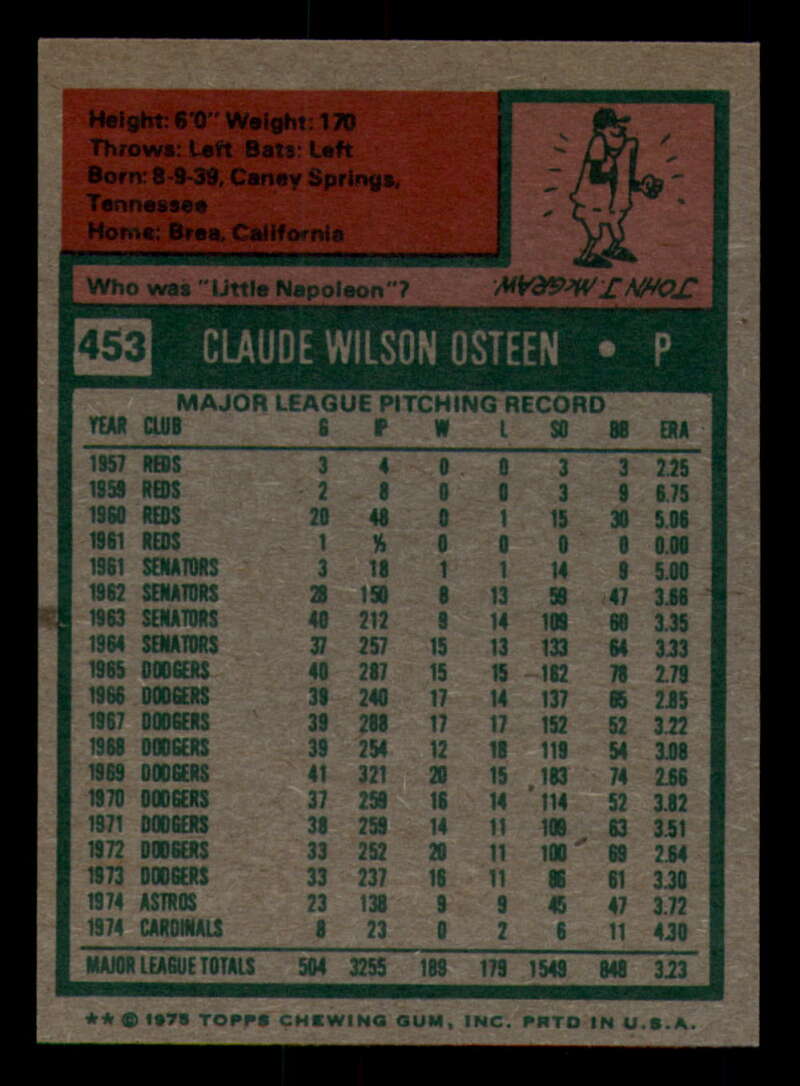 Height: 6'0" Weight: 170
Throws: Left Bats: Left
Born: 8-9-39, Caney Springs,
Tennessee
Home: Brea, California
Who was "Little Napoleon"?
JOHN J. McGRAW
453 CLAUDE WILSON OSTEEN • P
MAJOR LEAGUE PITCHING RECORD
YEAR CLUB G IP W L SO BB ERA
1957 REDS 3 4 0 0 3 3 2.25
1959 REDS 2 8 0 0 3 9 6.75
1960 REDS 20 48 0 1 15 30 5.06
1961 REDS 1 ⅓ 0 0 0 0 0.00
1961 SENATORS 3 18 1 1 14 9 5.00
1962 SENATORS 28 150 8 13 59 47 3.66
1963 SENATORS 40 212 9 14 109 60 3.35
1964 SENATORS 37 257 15 13 133 64 3.33
1965 DODGERS 40 287 15 15 162 78 2.79
1966 DODGERS 39 240 17 14 137 65 2.85
1967 DODGERS 39 288 17 17 152 52 3.22
1968 DODGERS 39 254 12 18 119 54 3.08
1969 DODGERS 41 321 20 15 183 74 2.66
1970 DODGERS 37 259 16 14 114 52 3.82
1971 DODGERS 38 259 14 11 109 63 3.51
1972 DODGERS 33 252 20 11 100 69 2.64
1973 DODGERS 33 237 16 11 86 61 3.30
1974 ASTROS 23 138 9 9 45 47 3.72
1974 CARDINALS 8 23 0 2 6 11 4.30
MAJOR LEAGUE TOTALS 504 3255 189 179 1549 848 3.23
** © 1975 TOPPS CHEWING GUM, INC. PRTD IN U.S.A.